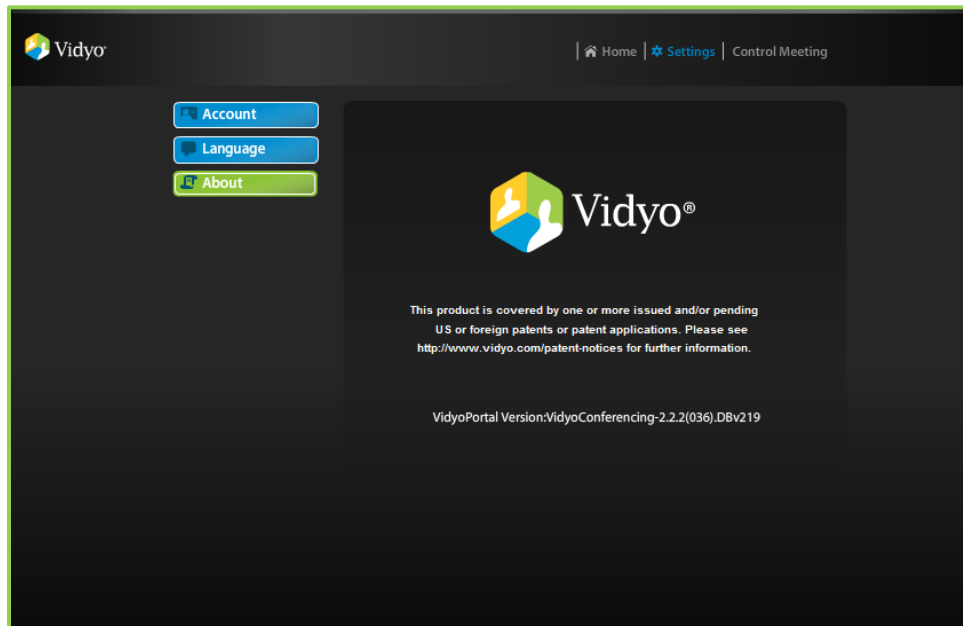 Vidyo®
Home Settings Control Meeting
Account
Language
About
Vidyo®
This product is covered by one or more issued and/or pending
US or foreign patents or patent applications. Please see
http://www.vidyo.com/patent-notices for further information.
VidyoPortal Version:VidyoConferencing-2.2.2(036).DBv219